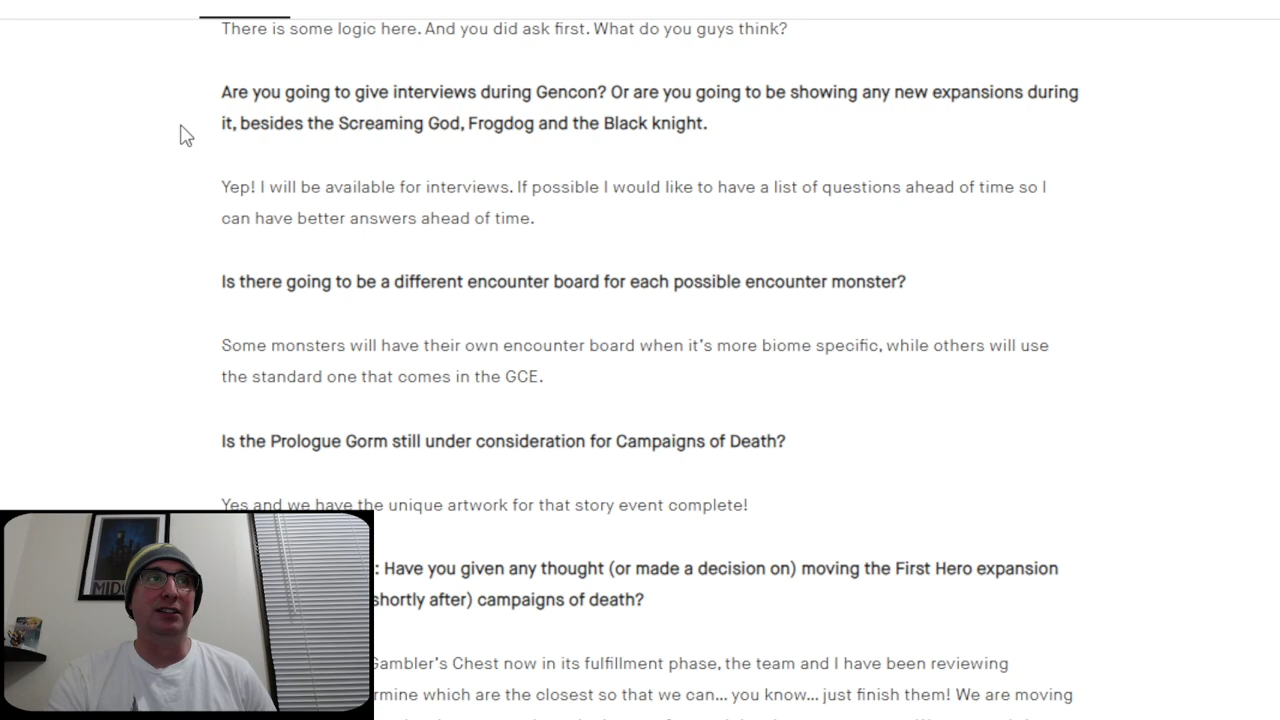 There is some logic here. And you did ask first. What do you guys think?
Are you going to give interviews during Gencon? Or are you going to be showing any new expansions during
it, besides the Screaming God, Frogdog and the Black knight.
Yep! I will be available for interviews. If possible I would like to have a list of questions ahead of time so I
can have better answers ahead of time.
Is there going to be a different encounter board for each possible encounter monster?
Some monsters will have their own encounter board when it's more biome specific, while others will use
the standard one that comes in the GCE.
Is the Prologue Gorm still under consideration for Campaigns of Death?
Yes and we have the unique artwork for that story event complete!
: Have you given any thought (or made a decision on) moving the First Hero expansion
shortly after) campaigns of death?
Gambler's Chest now in its fulfillment phase, the team and I have been reviewing
rmine which are the closest so that we can... you know... just finish them! We are moving